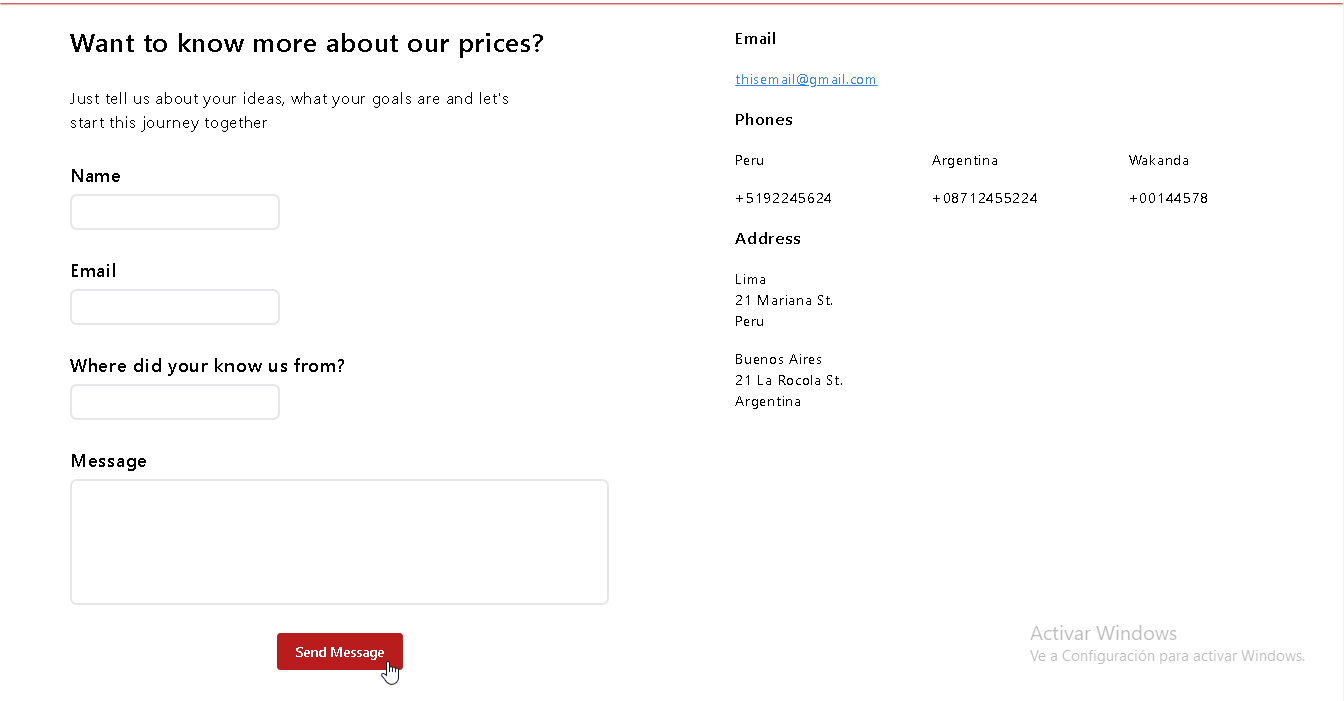 Want to know more about our prices?
Just tell us about your ideas, what your goals are and let's
start this journey together
Name
Email
Where did your know us from?
Message
Send Message
Email
thisemail@gmail.com
Phones
Peru
+5192245624
Argentina
+08712455224
Wakanda
+00144578
Address
Lima
21 Mariana St.
Peru
Buenos Aires
21 La Rocola St.
Argentina
Activar Windows
Ve a Configuración para activar Windows.